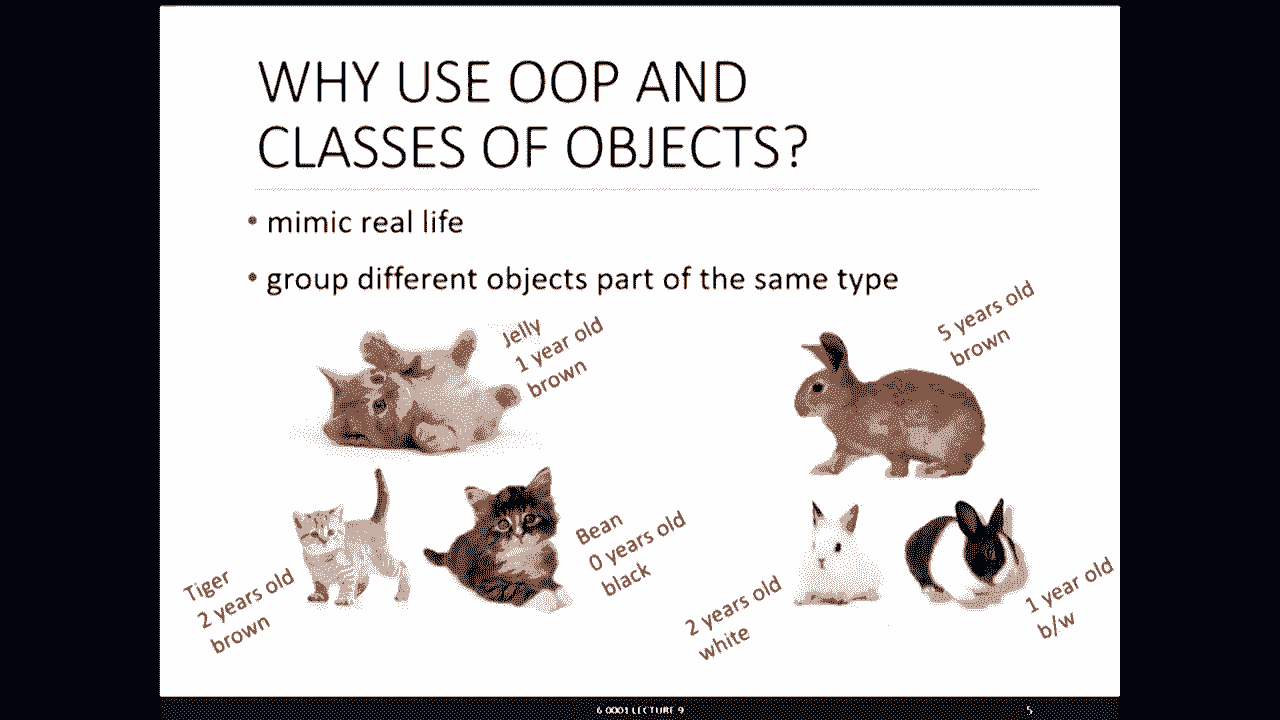 WHY USE OOP AND
CLASSES OF OBJECTS?
• mimic real life
• group different objects part of the same type
Jelly
1 year old
brown
5 years old
brown
Tiger
2 years old
brown
Bean
0 years old
black
2 years old
white
1 year old
b/w
6.0001 LECTURE 9
5